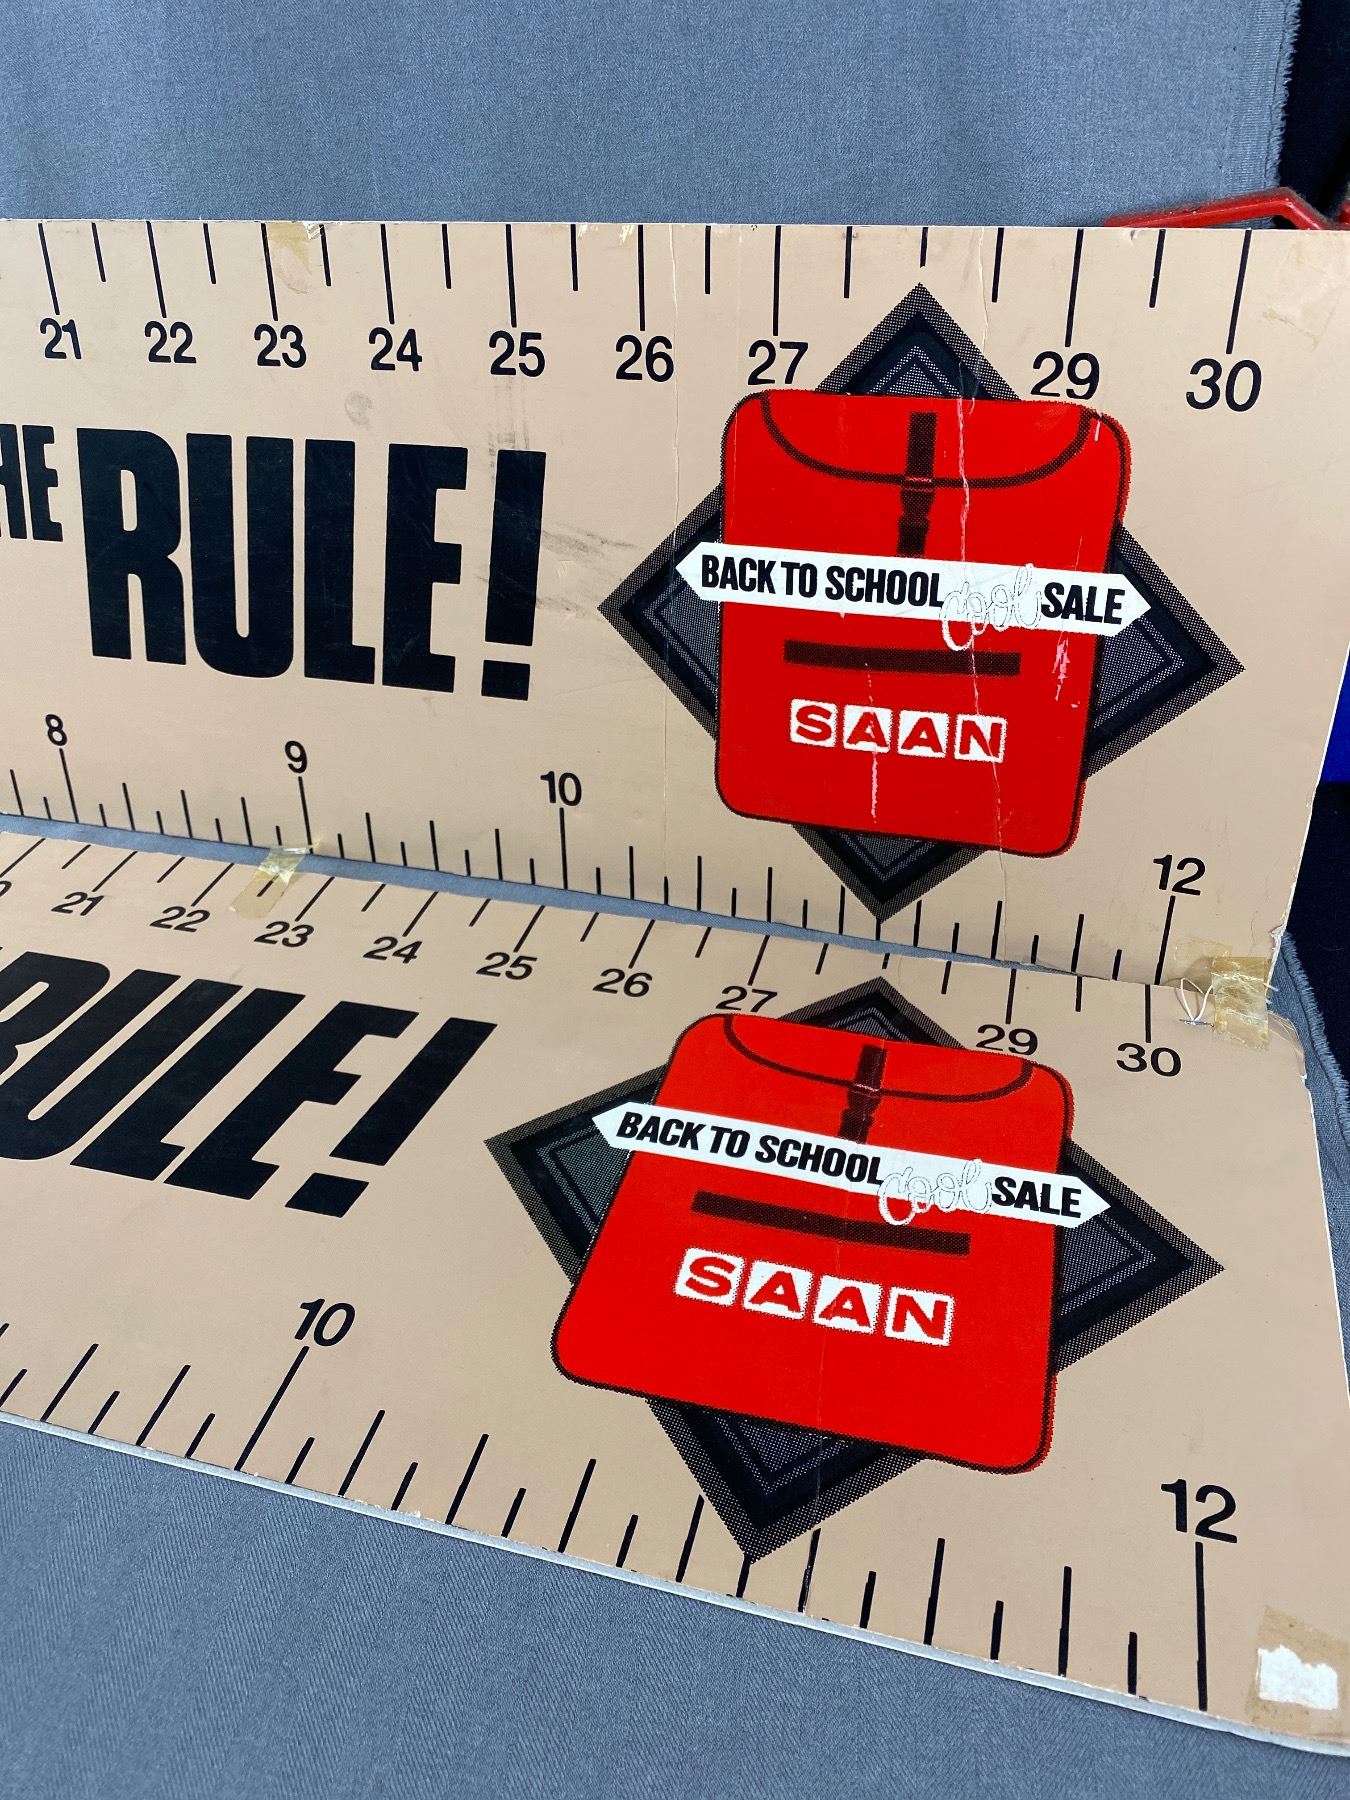 21 22 23 24 25 26 27 29 30
THE RULE!
BACK TO SCHOOL cool SALE
SAAN
8 9 10 12
21 22 23 24 25 26 27 29 30
RULE!
BACK TO SCHOOL cool SALE
SAAN
10 12